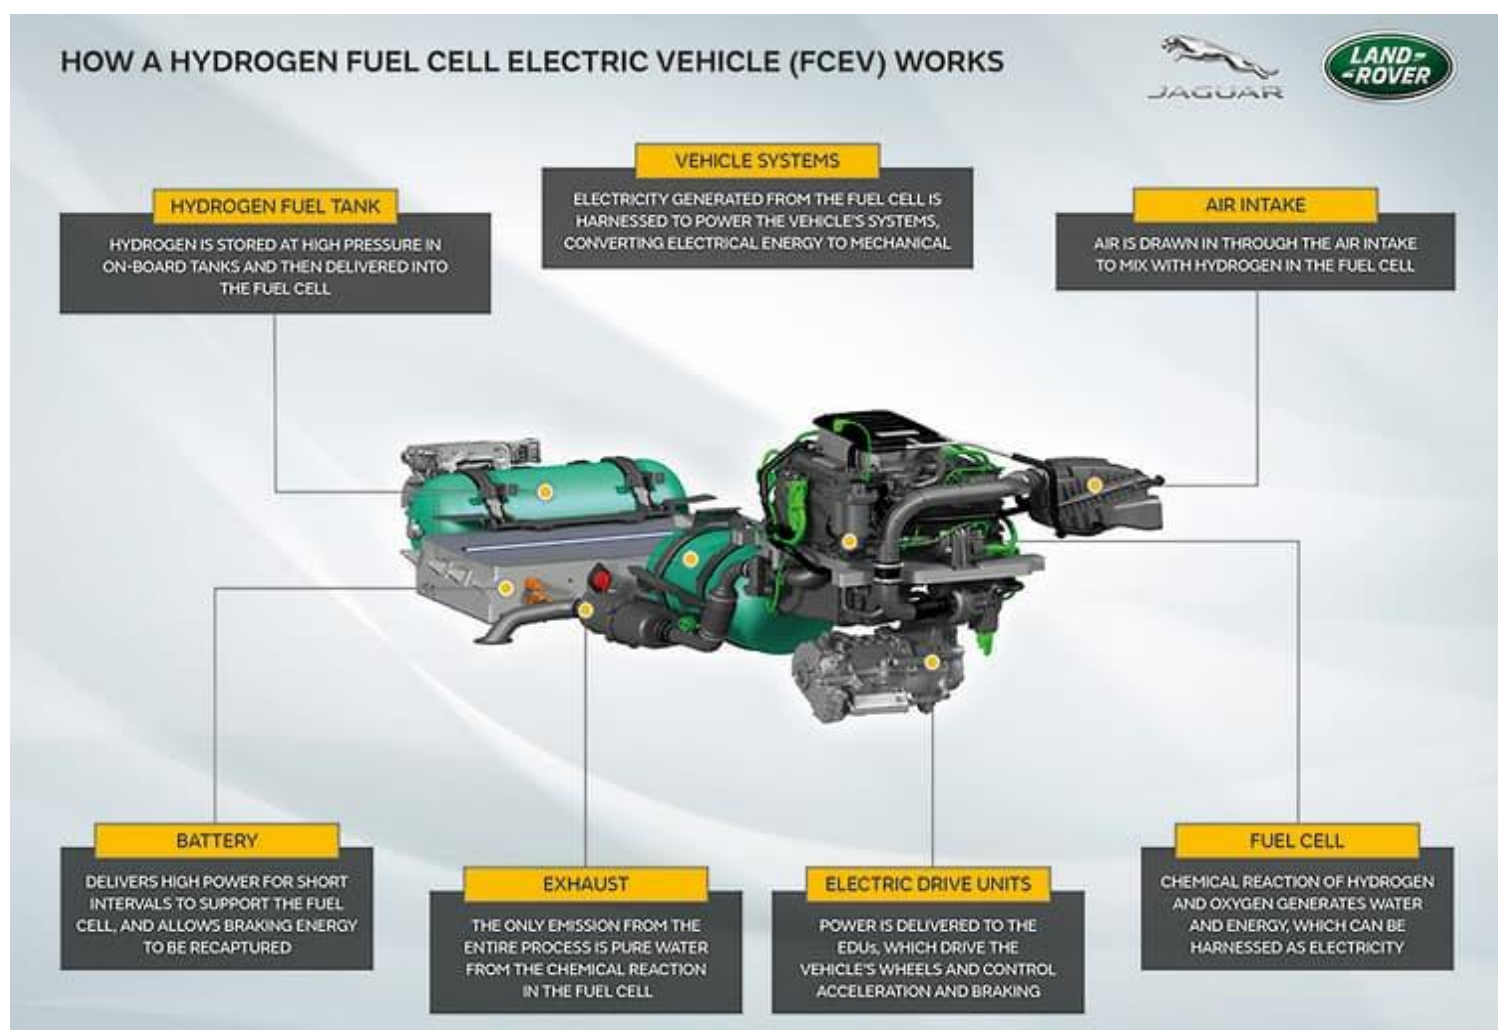 HOW A HYDROGEN FUEL CELL ELECTRIC VEHICLE (FCEV) WORKS
JAGUAR
LAND-
-ROVER
HYDROGEN FUEL TANK
HYDROGEN IS STORED AT HIGH PRESSURE IN
ON-BOARD TANKS AND THEN DELIVERED INTO
THE FUEL CELL
VEHICLE SYSTEMS
ELECTRICITY GENERATED FROM THE FUEL CELL IS
HARNESSED TO POWER THE VEHICLE'S SYSTEMS,
CONVERTING ELECTRICAL ENERGY TO MECHANICAL
AIR INTAKE
AIR IS DRAWN IN THROUGH THE AIR INTAKE
TO MIX WITH HYDROGEN IN THE FUEL CELL
BATTERY
DELIVERS HIGH POWER FOR SHORT
INTERVALS TO SUPPORT THE FUEL
CELL, AND ALLOWS BRAKING ENERGY
TO BE RECAPTURED
EXHAUST
THE ONLY EMISSION FROM THE
ENTIRE PROCESS IS PURE WATER
FROM THE CHEMICAL REACTION
IN THE FUEL CELL
ELECTRIC DRIVE UNITS
POWER IS DELIVERED TO THE
EDUs, WHICH DRIVE THE
VEHICLE'S WHEELS AND CONTROL
ACCELERATION AND BRAKING
FUEL CELL
CHEMICAL REACTION OF HYDROGEN
AND OXYGEN GENERATES WATER
AND ENERGY, WHICH CAN BE
HARNESSED AS ELECTRICITY